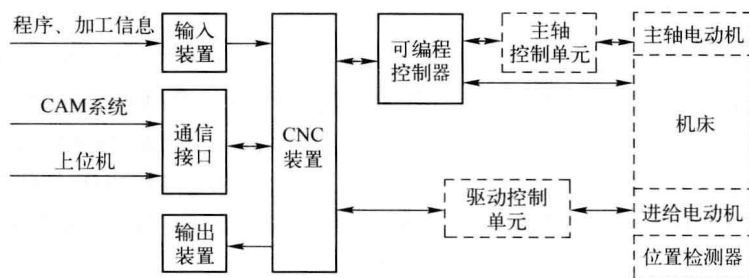 程序、加工信息
输入
装置
CAM系统
上位机
通信
接口
输出
装置
CNC
装置
可编程
控制器
主轴
控制单元
驱动控制
单元
主轴电动机
机床
进给电动机
位置检测器